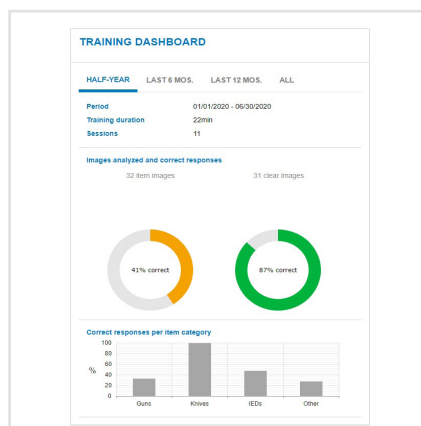 TRAINING DASHBOARD
HALF-YEAR LAST 6 MOS. LAST 12 MOS. ALL
Period 01/01/2020 - 06/30/2020
Training duration 22min
Sessions 11
Images analyzed and correct responses
32 item images 31 clear images
41% correct 87% correct
Correct responses per item category
100
80
60
%
40
20
0
Guns Knives IEDs Other